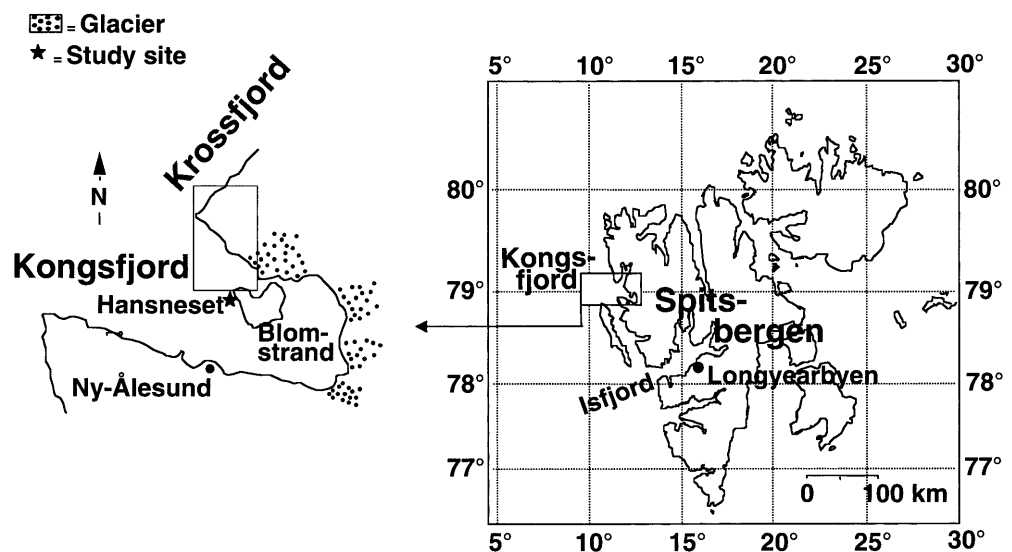 = Glacier
= Study site
Krossfjord
N
Kongsfjord
Hansneset
Blom-
strand
Ny-Ålesund
5° 10° 15° 20° 25° 30°
80° 80°
Kongs-
fjord
79° 79°
Spits-
bergen
Longyearbyen
78° 78°
Isfjord
77° 77°
0 100 km
5° 10° 15° 20° 25° 30°